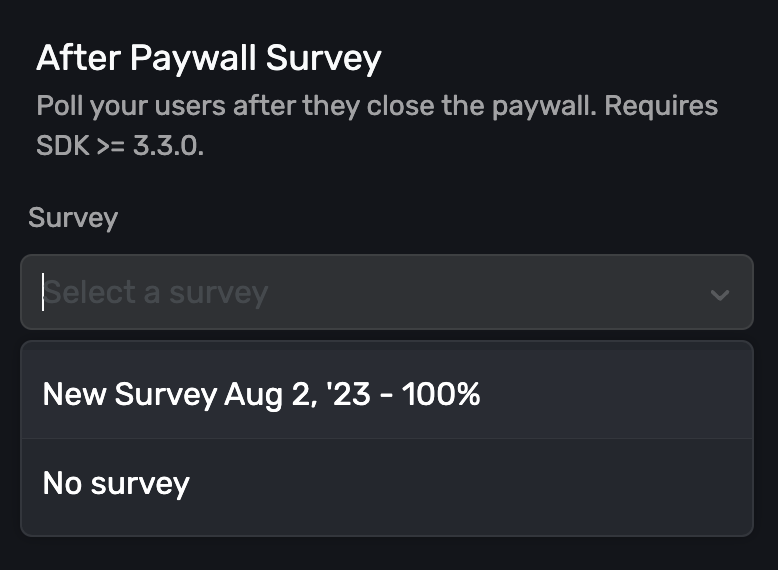 After Paywall Survey
Poll your users after they close the paywall. Requires
SDK >= 3.3.0.
Survey
Select a survey
New Survey Aug 2, '23 - 100%
No survey